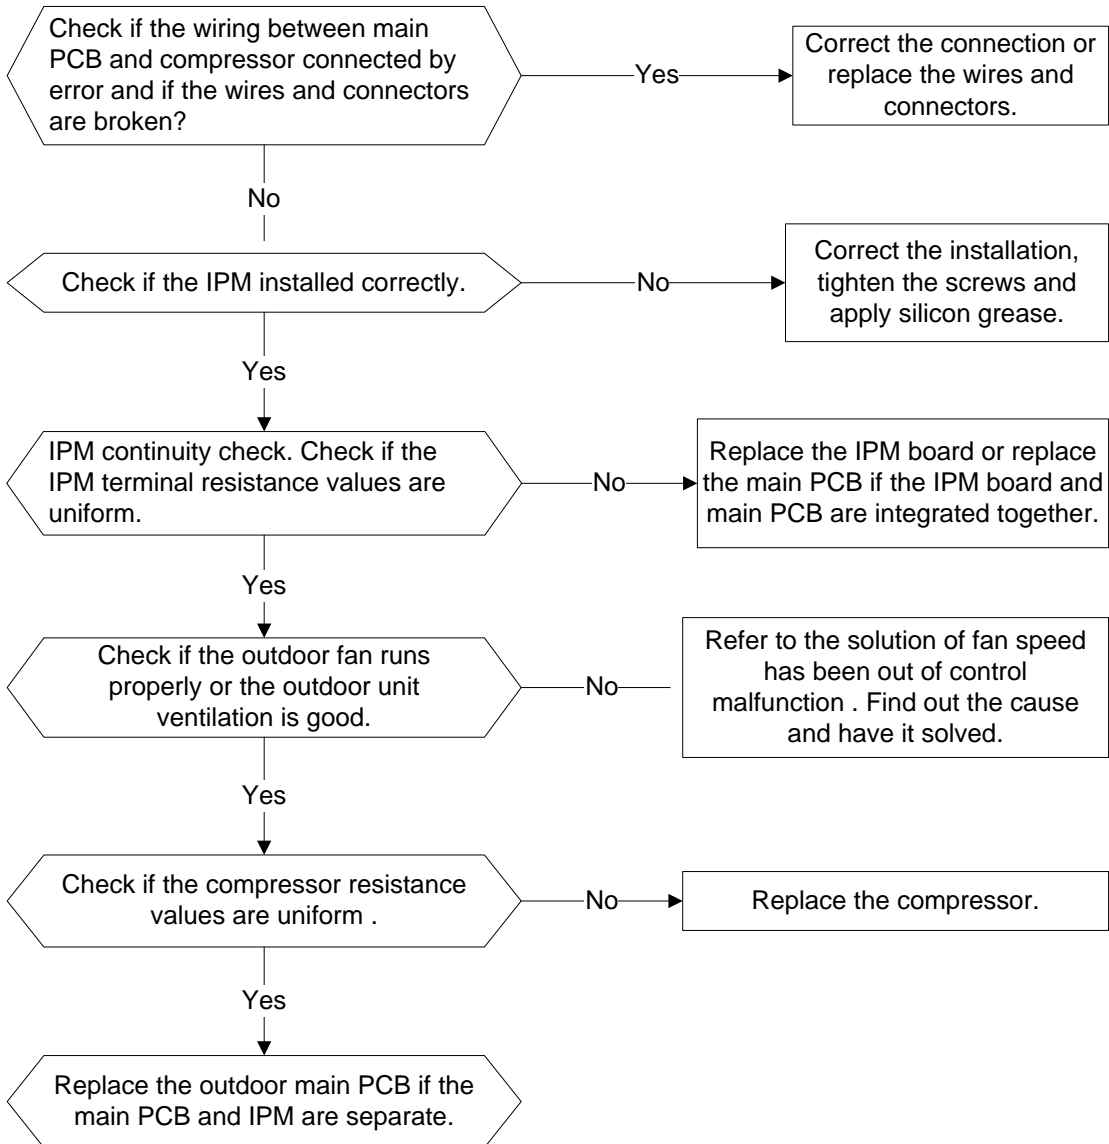 Check if the wiring between main
PCB and compressor connected by
error and if the wires and connectors
are broken?
Yes
Correct the connection or
replace the wires and
connectors.
No
Check if the IPM installed correctly.
No
Correct the installation,
tighten the screws and
apply silicon grease.
Yes
IPM continuity check. Check if the
IPM terminal resistance values are
uniform.
No
Replace the IPM board or replace
the main PCB if the IPM board and
main PCB are integrated together.
Yes
Check if the outdoor fan runs
properly or the outdoor unit
ventilation is good.
No
Refer to the solution of fan speed
has been out of control
malfunction . Find out the cause
and have it solved.
Yes
Check if the compressor resistance
values are uniform .
No
Replace the compressor.
Yes
Replace the outdoor main PCB if the
main PCB and IPM are separate.